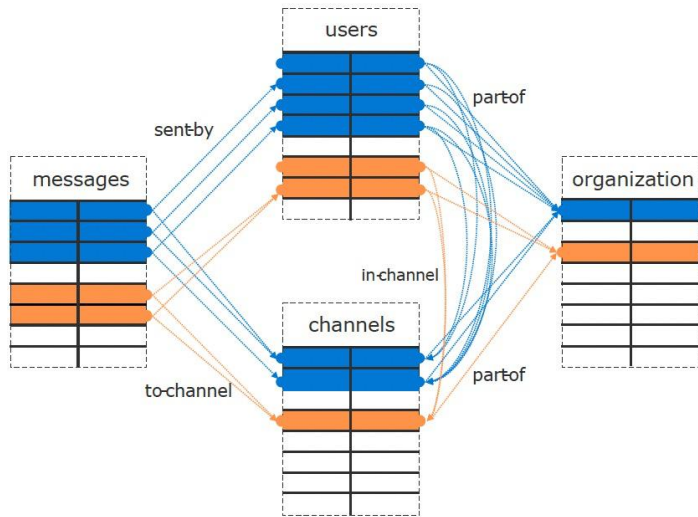 users
part-of
sent-by
messages
organization
in-channel
channels
part-of
to-channel